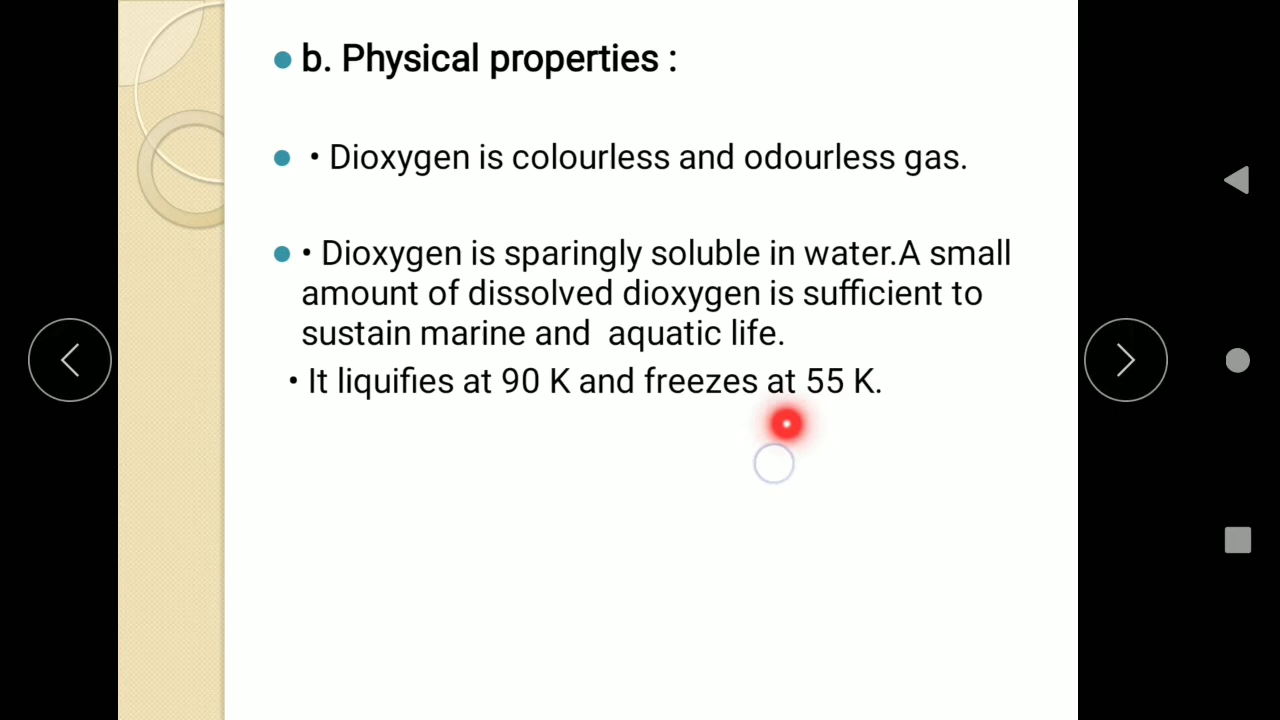 b. Physical properties :
• Dioxygen is colourless and odourless gas.
• Dioxygen is sparingly soluble in water.A small
amount of dissolved dioxygen is sufficient to
sustain marine and  aquatic life.
• It liquifies at 90 K and freezes at 55 K.